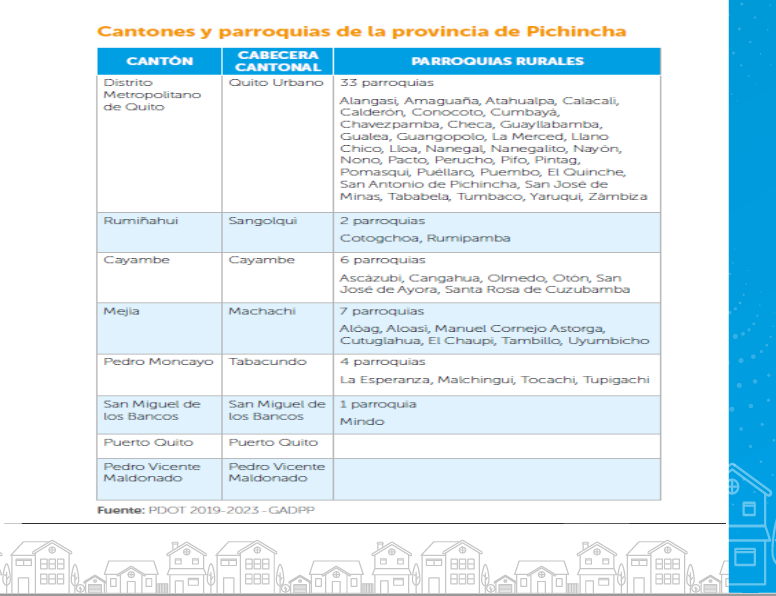 Cantones y parroquias de la provincia de Pichincha
CANTÓN
CABECERA
CANTONAL
PARROQUIAS RURALES
Distrito
Metropolitano
de Quito
Quito Urbano
33 parroquias
Alangasí, Amaguaña, Atahualpa, Calacalí,
Calderón, Conocoto, Cumbayá,
Chavezpamba, Checa, Guayllabamba,
Gualea, Guangopolo, La Merced, Llano
Chico, Lloa, Nanegal, Nanegalito, Nayón,
Nono, Pacto, Perucho, Pifo, Pintag,
Pomasqui, Puéllaro, Puembo, El Quinche,
San Antonio de Pichincha, San José de
Minas, Tababela, Tumbaco, Yaruquí, Zámbiza
Rumiñahui
Sangolquí
2 parroquias
Cotogchoa, Rumipamba
Cayambe
Cayambe
6 parroquias
Ascázubi, Cangahua, Olmedo, Otón, San
José de Ayora, Santa Rosa de Cuzubamba
Mejía
Machachi
7 parroquias
Alóag, Aloasí, Manuel Cornejo Astorga,
Cutuglahua, El Chaupi, Tambillo, Uyumbicho
Pedro Moncayo
Tabacundo
4 parroquias
La Esperanza, Malchinguí, Tocachi, Tupigachi
San Miguel de
los Bancos
San Miguel de
los Bancos
1 parroquia
Mindo
Puerto Quito
Puerto Quito
Pedro Vicente
Maldonado
Pedro Vicente
Maldonado
Fuente: PDOT 2019-2023 - GADPP